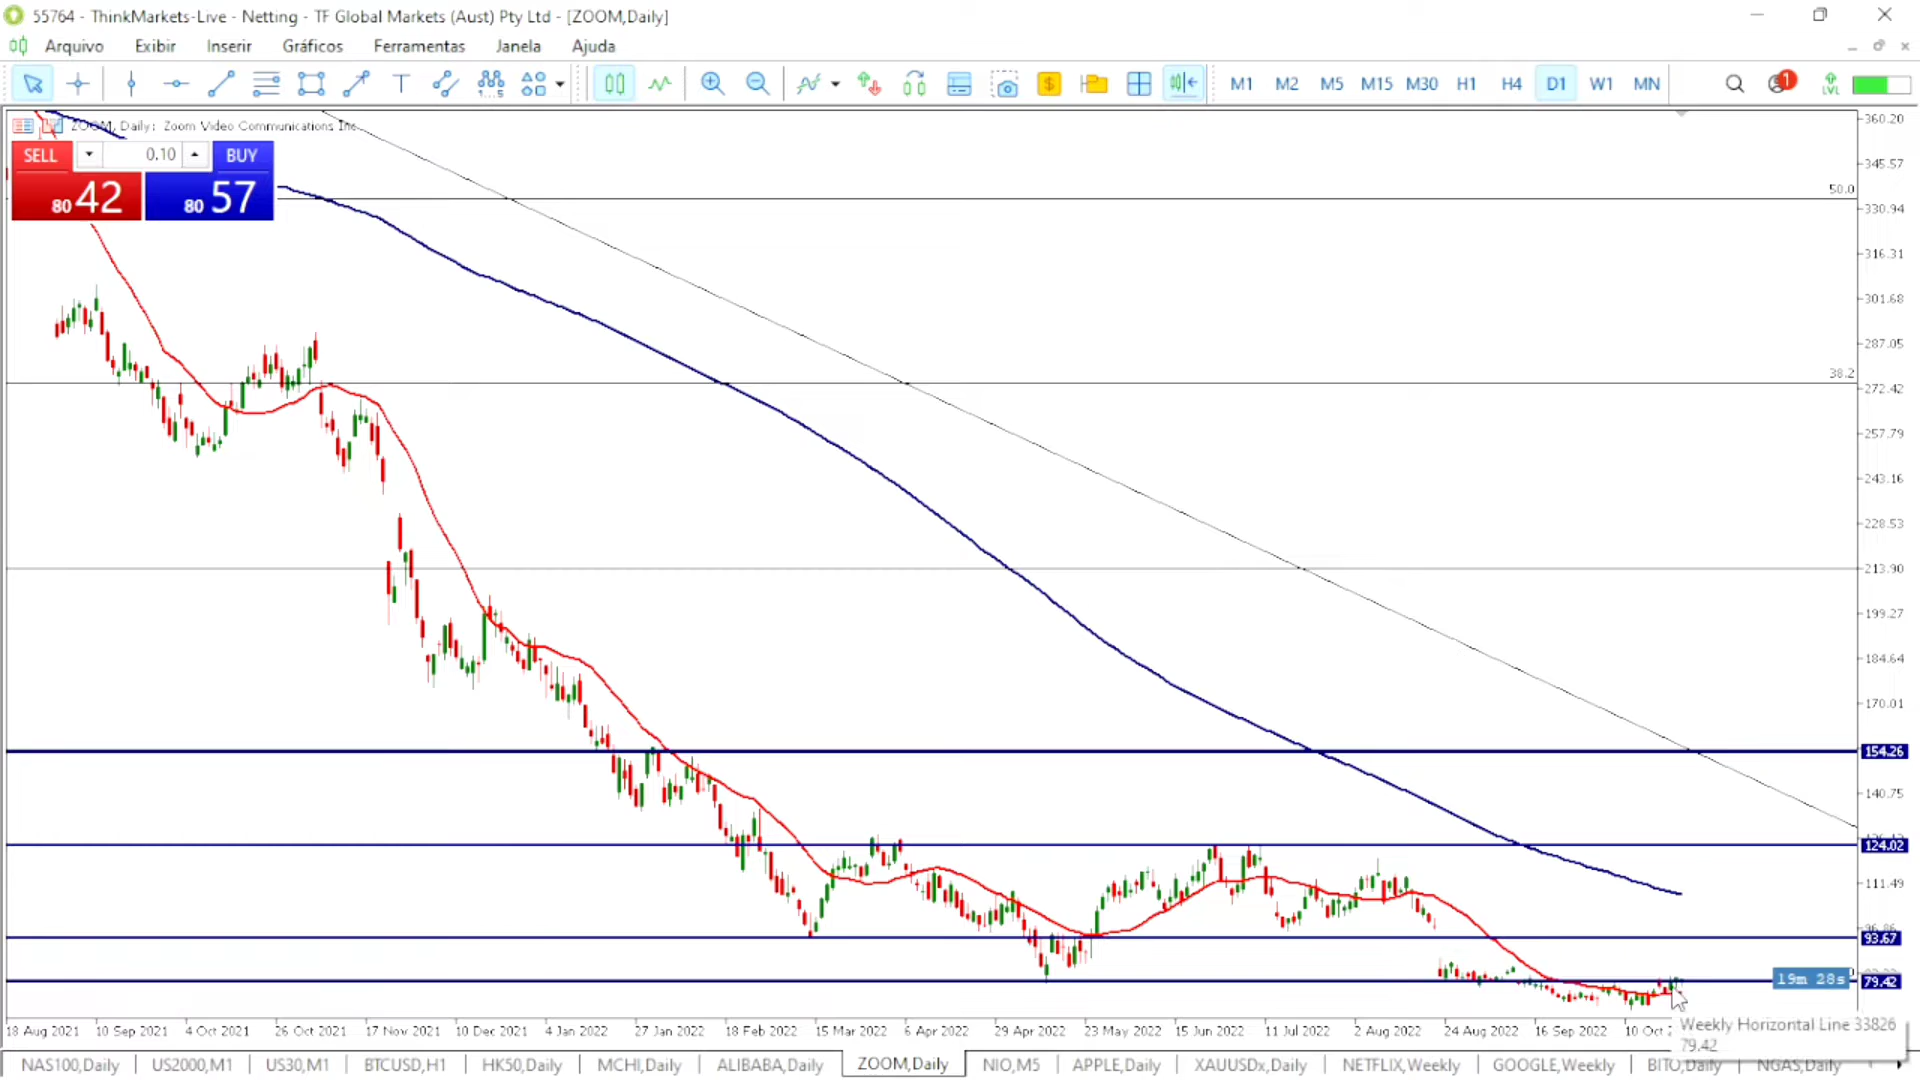 55764 - ThinkMarkets-Live - Netting - TF Global Markets (Aust) Pty Ltd - [ZOOM,Daily]
Arquivo Exibir Inserir Gráficos Ferramentas Janela Ajuda
T 1...5 $ M1 M2 M5 M15 M30 H1 H4 D1 W1 MN 1 LVL
ZOOM, Daily: Zoom Video Communications Inc
SELL 0.10 BUY
80 42 80 57
50.0
38.2
360.20
345.57
330.94
316.31
301.68
287.05
272.42
257.79
243.16
228.53
213.90
199.27
184.64
170.01
154.26
140.75
124.02
111.49
93.67
19m 28s 79.42
18 Aug 2021 10 Sep 2021 4 Oct 2021 26 Oct 2021 17 Nov 2021 10 Dec 2021 4 Jan 2022 27 Jan 2022 18 Feb 2022 15 Mar 2022 6 Apr 2022 29 Apr 2022 23 May 2022 15 Jun 2022 11 Jul 2022 2 Aug 2022 24 Aug 2022 16 Sep 2022 10 Oct
Weekly Horizontal Line 33826
79.42
NAS100,Daily US2000,M1 US30,M1 BTCUSD,H1 HK50,Daily MCHI,Daily ALIBABA,Daily ZOOM,Daily NIO,M5 APPLE,Daily XAUUSDx,Daily NETFLIX,Weekly GOOGLE,Weekly BITO,Daily NGAS,Daily